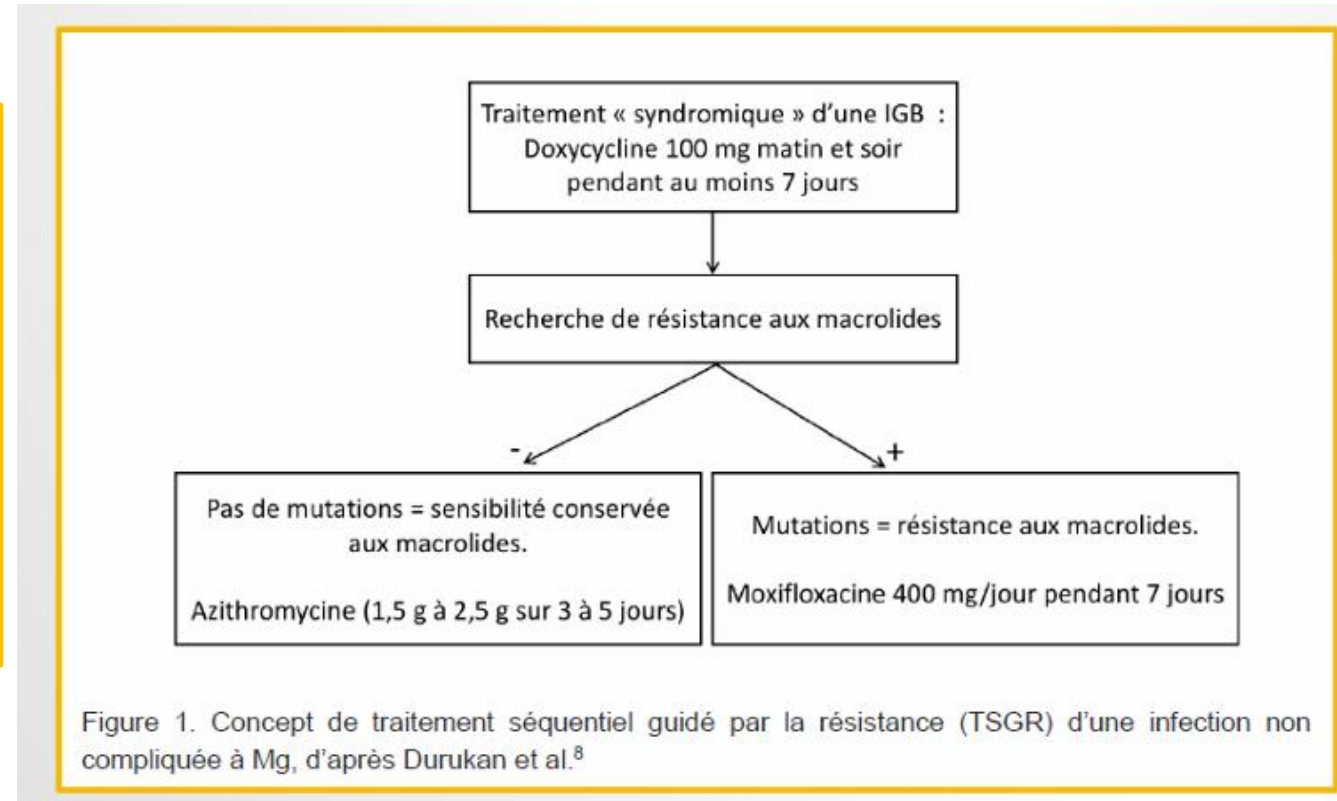 Traitement « syndromique » d'une IGB :
Doxycycline 100 mg matin et soir
pendant au moins 7 jours
Recherche de résistance aux macrolides
-
+
Pas de mutations = sensibilité conservée
aux macrolides.
Azithromycine (1,5 g à 2,5 g sur 3 à 5 jours)
Mutations = résistance aux macrolides.
Moxifloxacine 400 mg/jour pendant 7 jours
Figure 1. Concept de traitement séquentiel guidé par la résistance (TSGR) d'une infection non
compliquée à Mg, d'après Durukan et al.⁸